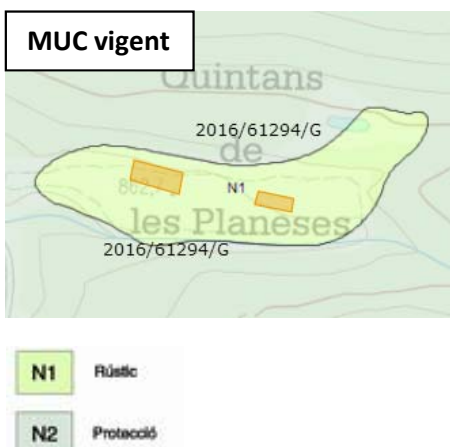 MUC vigent
Quintans
2016/61294/G
de
N1
les Planeses
2016/61294/G
N1 Rústic
N2 Protecció